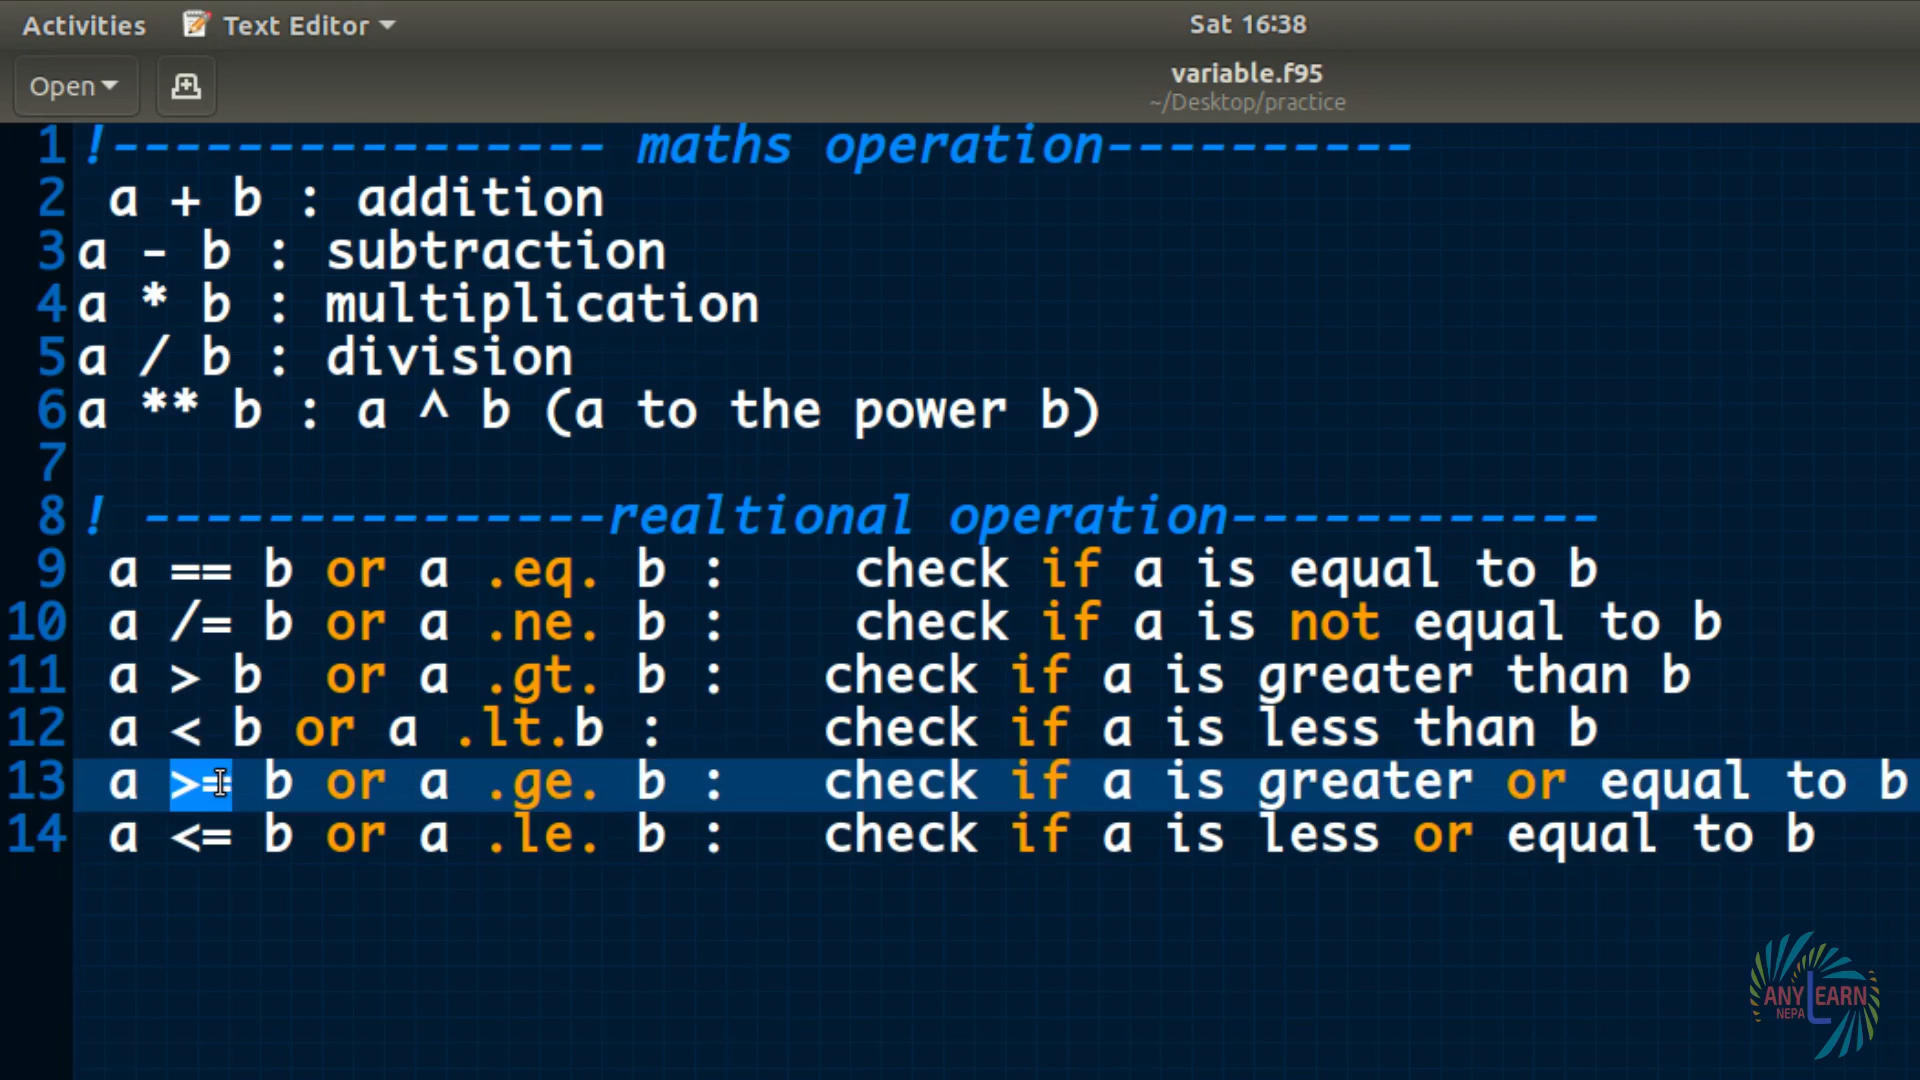 Activities Text Editor Sat 16:38
Open variable.f95
~/Desktop/practice
1 !---------------- maths operation----------
2 a + b : addition
3 a - b : subtraction
4 a * b : multiplication
5 a / b : division
6 a ** b : a ^ b (a to the power b)
7
8 ! ---------------realtional operation------------
9 a == b or a .eq. b : check if a is equal to b
10 a /= b or a .ne. b : check if a is not equal to b
11 a > b or a .gt. b : check if a is greater than b
12 a < b or a .lt.b : check if a is less than b
13 a >= b or a .ge. b : check if a is greater or equal to b
14 a <= b or a .le. b : check if a is less or equal to b
ANY LEARN
NEPAL